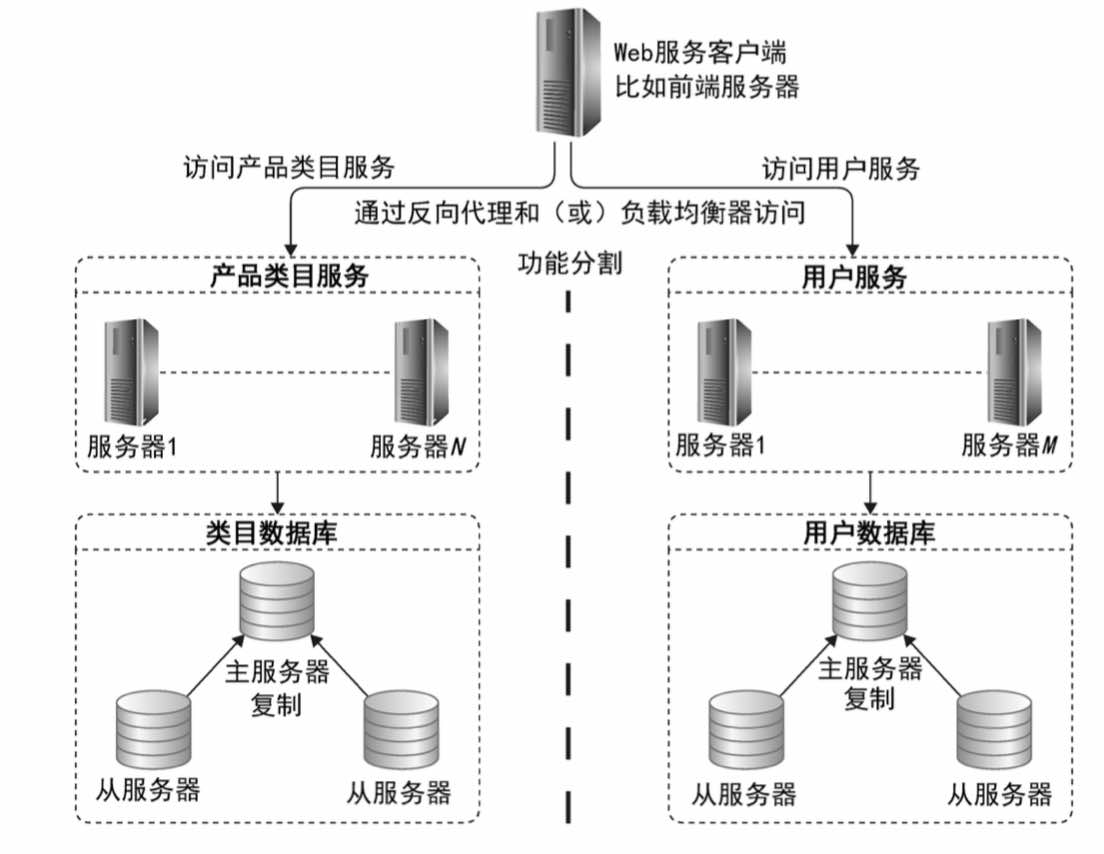 Web服务客户端
比如前端服务器
访问产品类目服务
访问用户服务
通过反向代理和（或）负载均衡器访问
功能分割
产品类目服务
服务器1
服务器N
类目数据库
主服务器
复制
从服务器
从服务器
用户服务
服务器1
服务器M
用户数据库
主服务器
复制
从服务器
从服务器